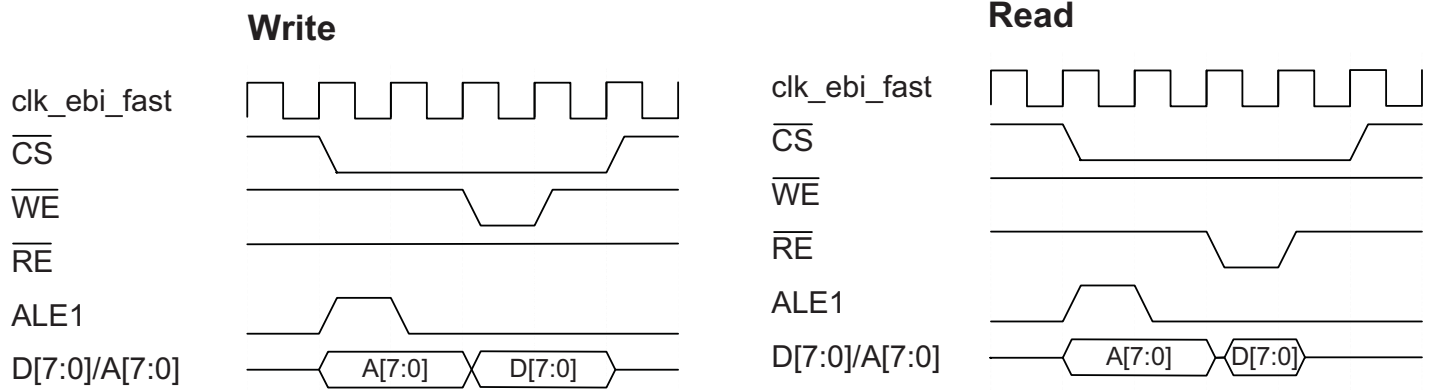 Write
clk_ebi_fast
CS
WE
RE
ALE1
D[7:0]/A[7:0]
A[7:0]
D[7:0]
Read
clk_ebi_fast
CS
WE
RE
ALE1
D[7:0]/A[7:0]
A[7:0]
D[7:0]